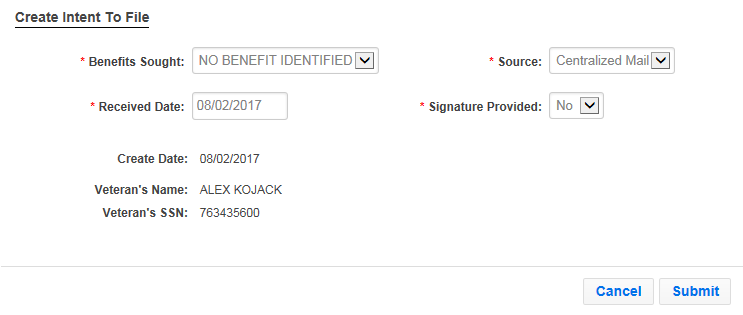 Create Intent To File
* Benefits Sought: NO BENEFIT IDENTIFIED * Source: Centralized Mail
* Received Date: 08/02/2017 * Signature Provided: No
Create Date: 08/02/2017
Veteran's Name: ALEX KOJACK
Veteran's SSN: 763435600
Cancel Submit